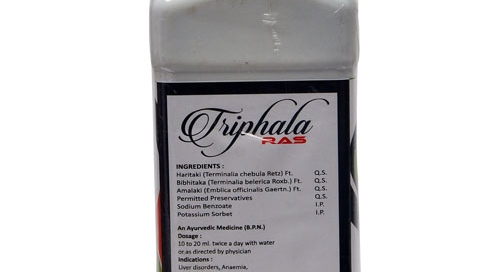 Triphala
RAS
INGREDIENTS :
Haritaki (Terminalia chebula Retz) Ft. Q.S.
Bibhitaka (Terminalia belerica Roxb.) Ft. Q.S.
Amalaki (Emblica officinalis Gaertn.) Ft. Q.S.
Permitted Preservatives Q.S.
Sodium Benzoate I.P.
Potassium Sorbet I.P.
An Ayurvedic Medicine (B.P.N.)
Dosage :
10 to 20 ml. twice a day with water
or as directed by physician
Indications :
Liver disorders, Anaemia,